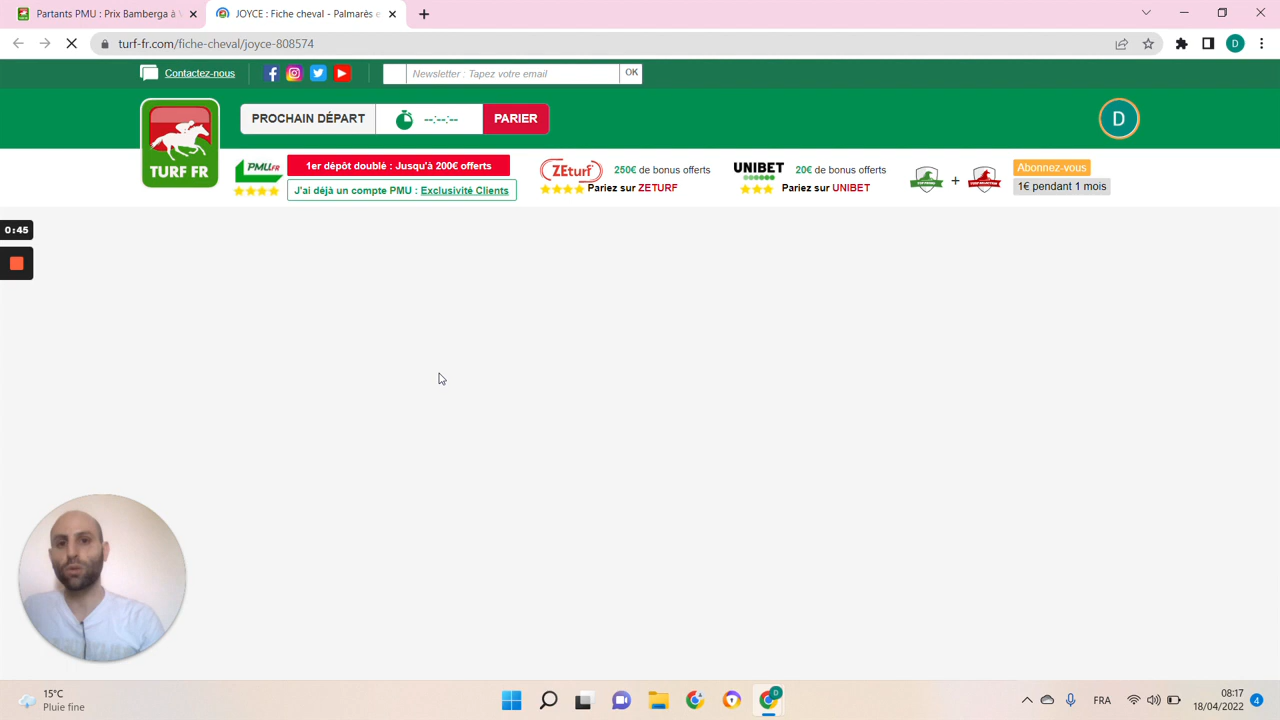 Partants PMU : Prix Bamberga à V
JOYCE : Fiche cheval - Palmarès e
turf-fr.com/fiche-cheval/joyce-808574
D
Contactez-nous
Newsletter : Tapez votre email
OK
PROCHAIN DÉPART
--:--:--
PARIER
D
TURF FR
PMU.FR
1er dépôt doublé : Jusqu'à 200€ offerts
J'ai déjà un compte PMU : Exclusivité Clients
ZEturf
250€ de bonus offerts
Pariez sur ZETURF
UNIBET
20€ de bonus offerts
Pariez sur UNIBET
+
Abonnez-vous
1€ pendant 1 mois
0:45
15°C
Pluie fine
D
FRA
08:17
18/04/2022
4